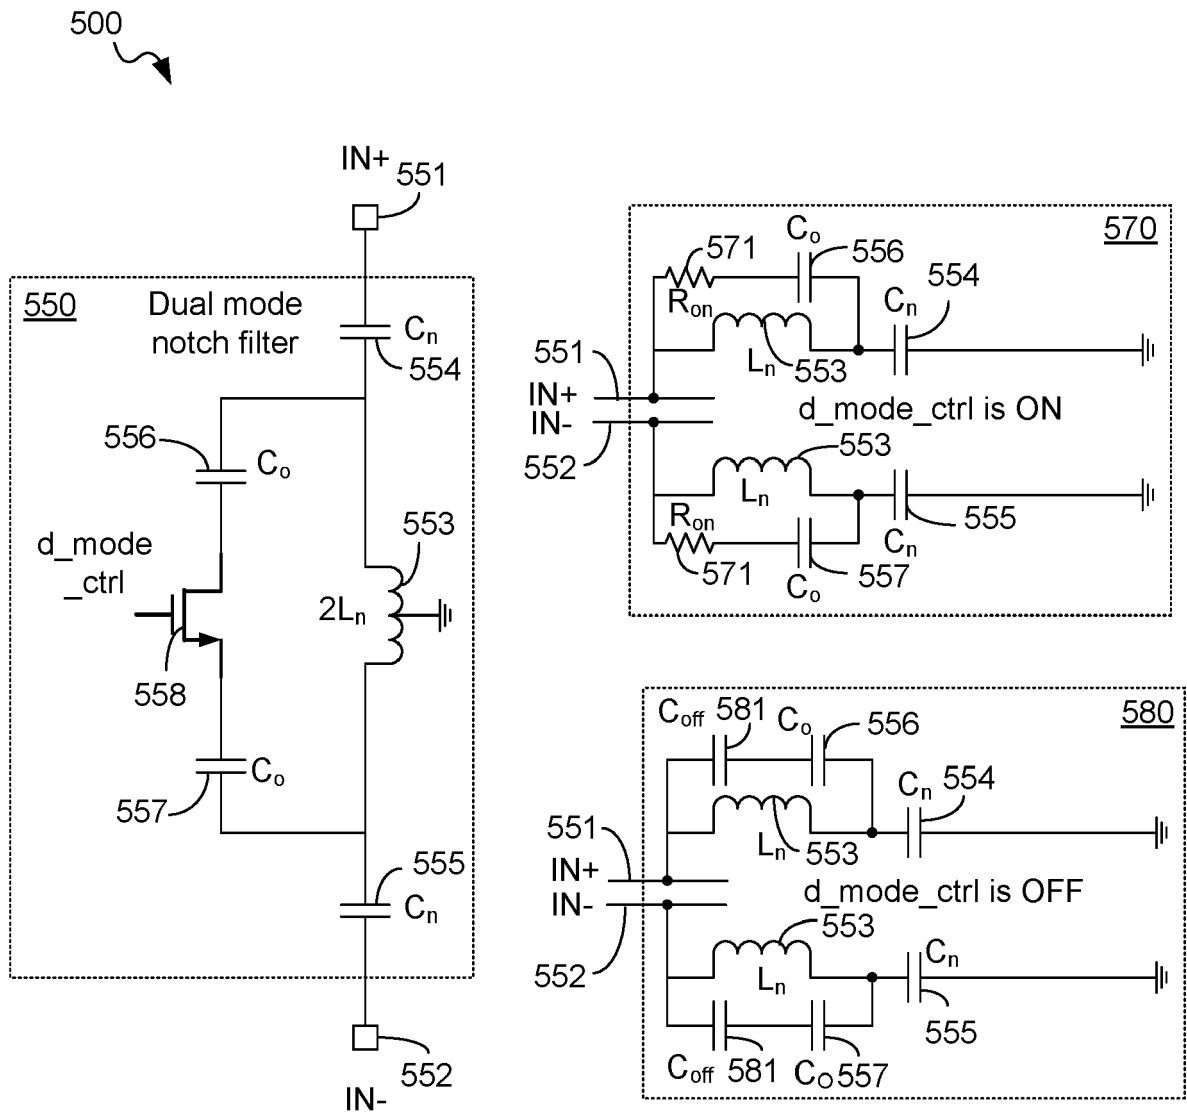 500
IN+ 551
550 Dual mode
notch filter
Cn
554
556
Co
d_mode
_ctrl
553
2Ln
558
Co
557
555
Cn
552
IN-
570
571 Co 556
554
Ron Cn
551
Ln 553
IN+
IN-
d_mode_ctrl is ON
552
553
Ln
Ron 555
571 557 Cn
Co
580
Coff 581 Co 556
Cn 554
551
Ln 553
IN+
IN-
d_mode_ctrl is OFF
553
552
Ln
Cn
555
Coff 581 CO 557